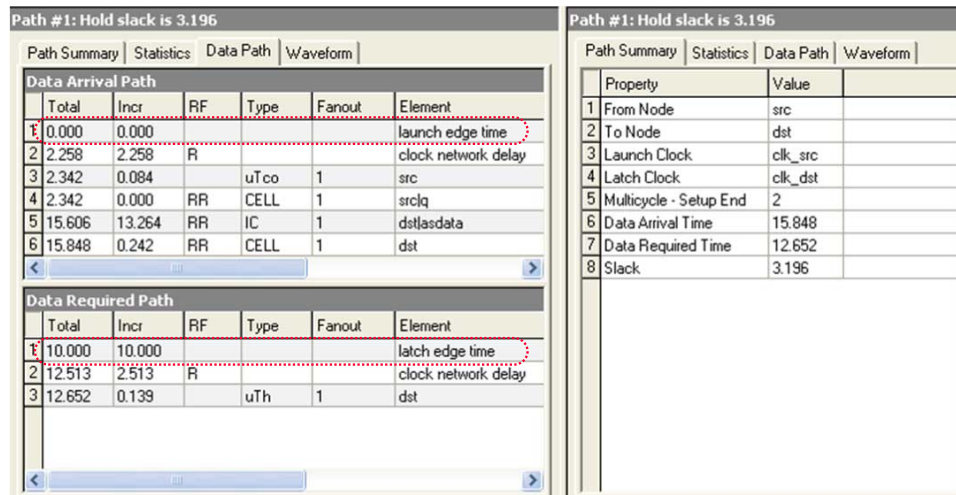 Path #1: Hold slack is 3.196
Path Summary Statistics Data Path Waveform
Data Arrival Path
Total Incr RF Type Fanout Element
1 0.000 0.000 launch edge time
2 2.258 2.258 R clock network delay
3 2.342 0.084 uTco 1 src
4 2.342 0.000 RR CELL 1 src|q
5 15.606 13.264 RR IC 1 dst|asdata
6 15.848 0.242 RR CELL 1 dst
Data Required Path
Total Incr RF Type Fanout Element
1 10.000 10.000 latch edge time
2 12.513 2.513 R clock network delay
3 12.652 0.139 uTh 1 dst
Path #1: Hold slack is 3.196
Path Summary Statistics Data Path Waveform
Property Value
1 From Node src
2 To Node dst
3 Launch Clock clk_src
4 Latch Clock clk_dst
5 Multicycle - Setup End 2
6 Data Arrival Time 15.848
7 Data Required Time 12.652
8 Slack 3.196